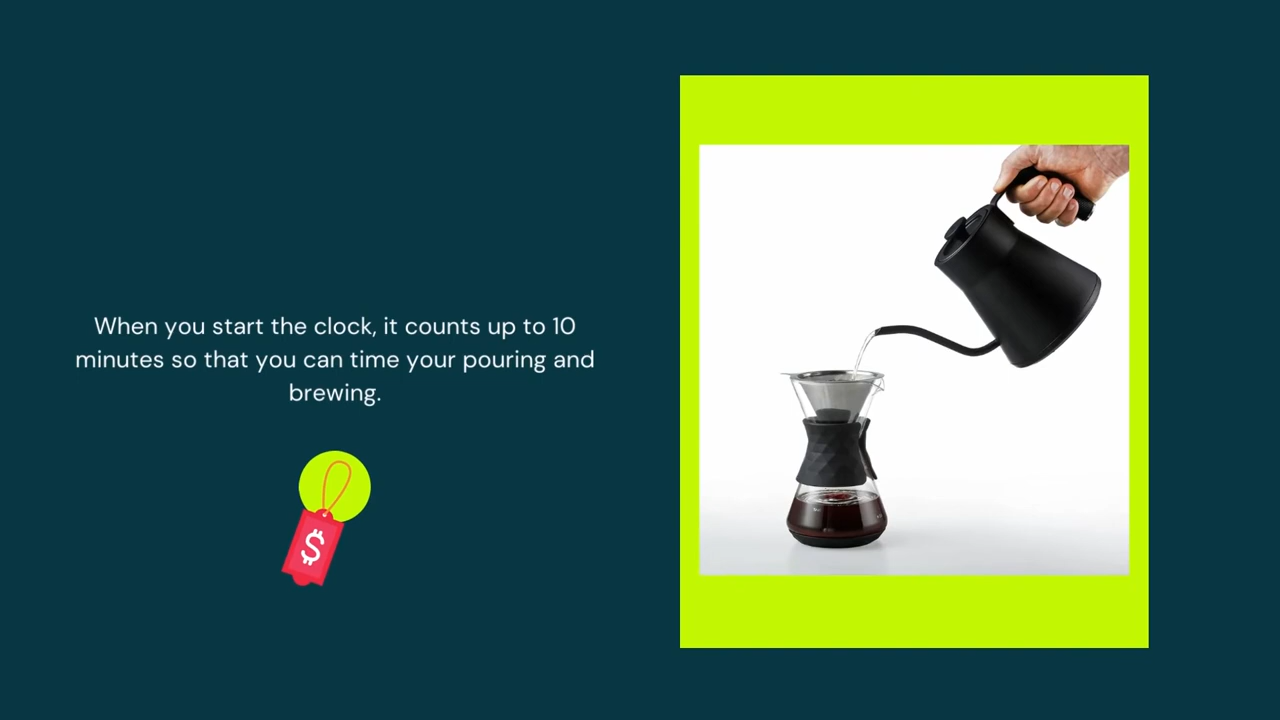 When you start the clock, it counts up to 10
minutes so that you can time your pouring and
brewing.
$